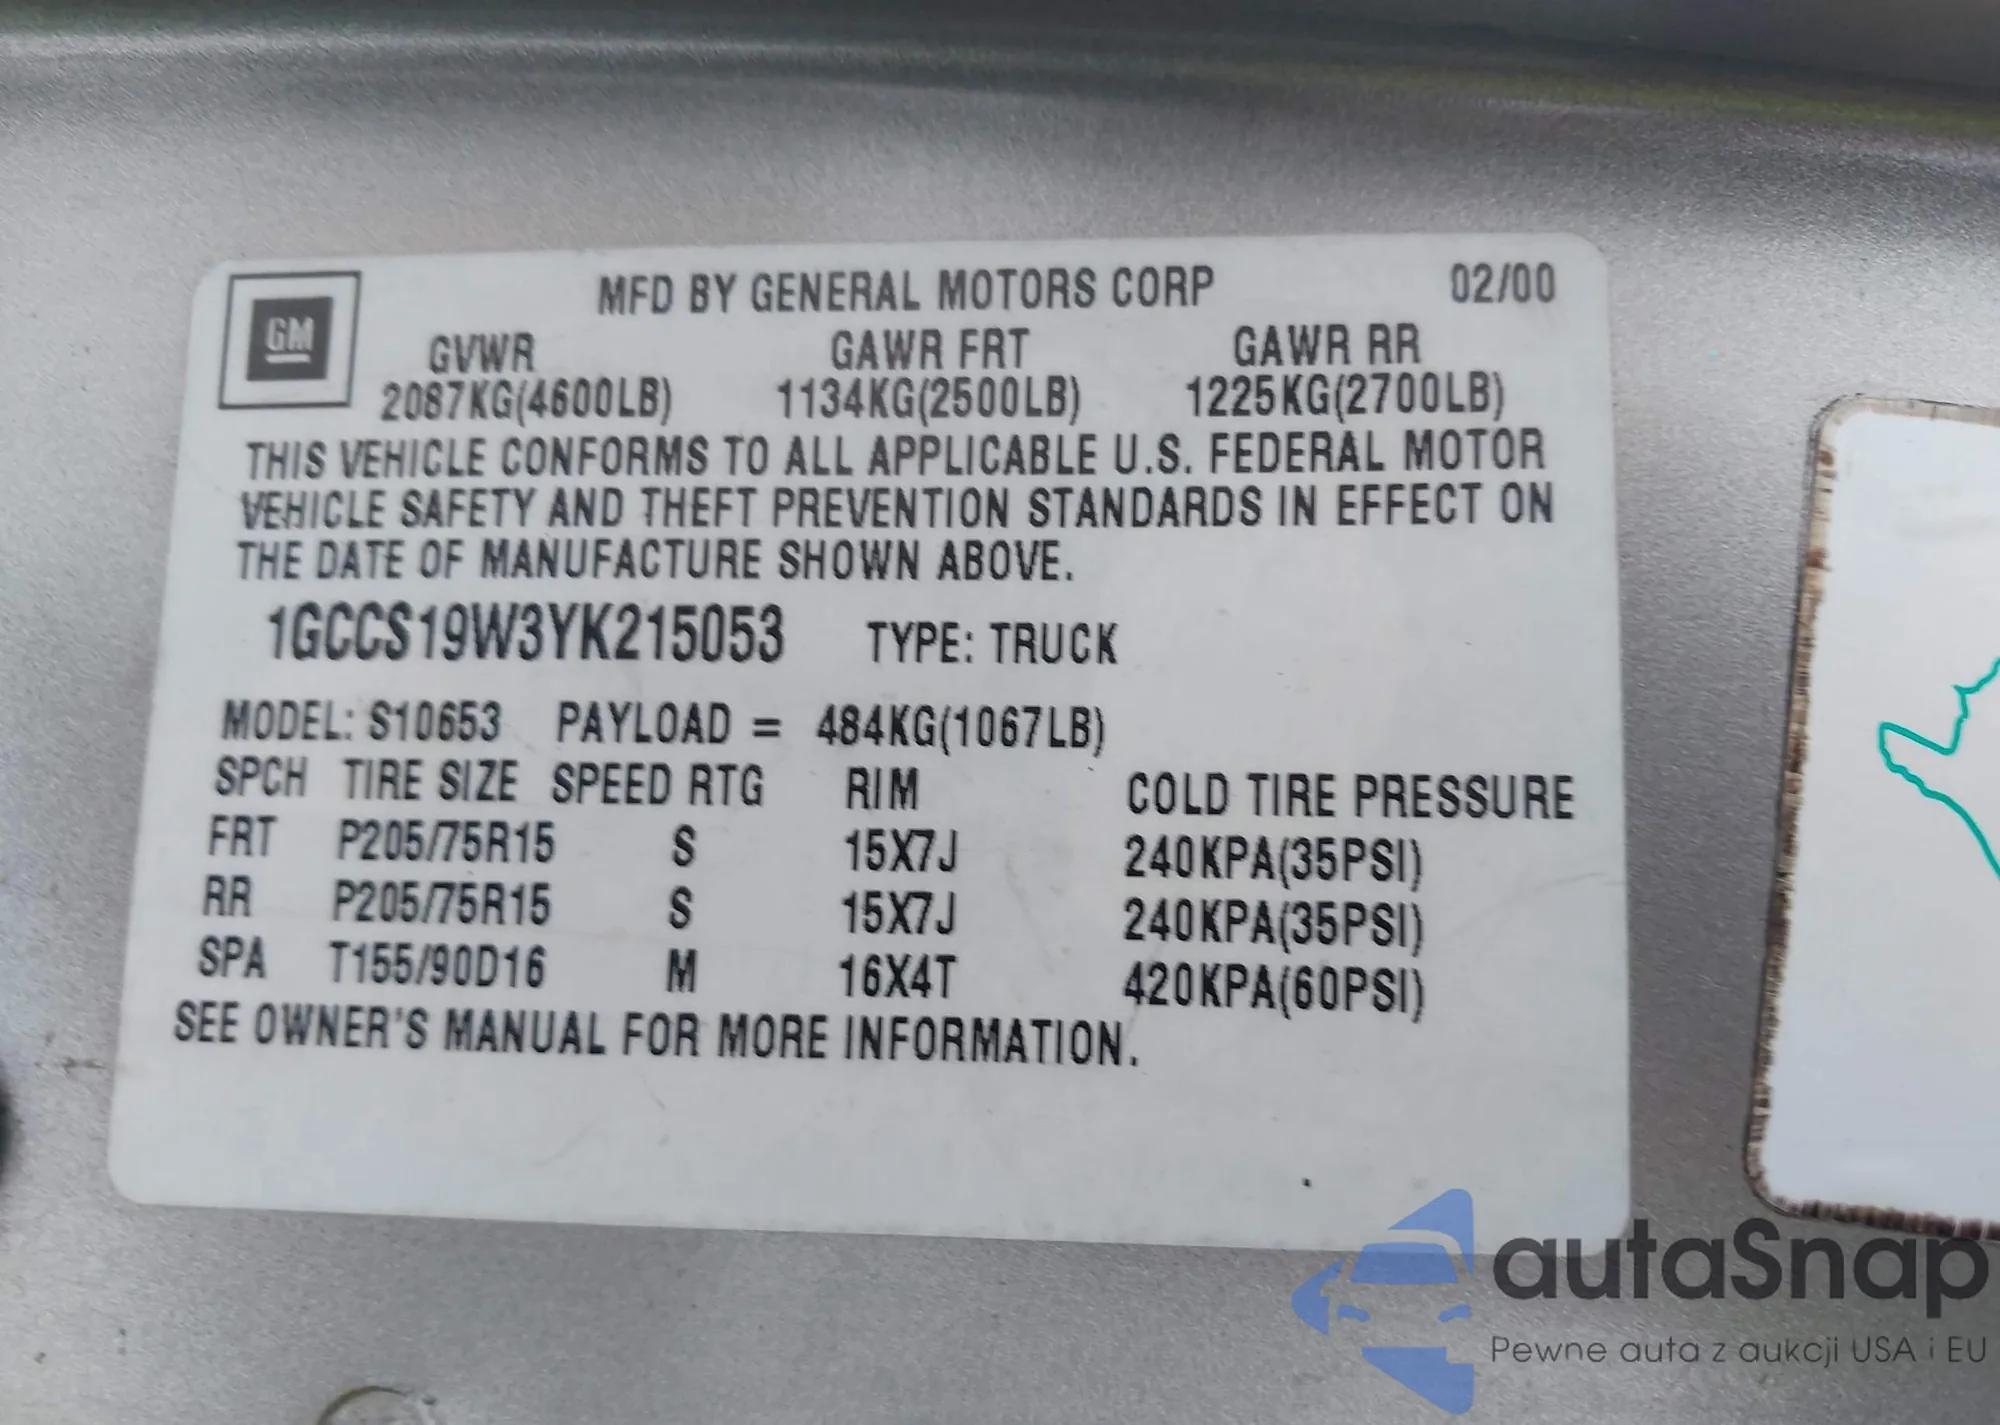 GM
MFD BY GENERAL MOTORS CORP 02/00
GVWR GAWR FRT GAWR RR
2087KG(4600LB) 1134KG(2500LB) 1225KG(2700LB)
THIS VEHICLE CONFORMS TO ALL APPLICABLE U.S. FEDERAL MOTOR
VEHICLE SAFETY AND THEFT PREVENTION STANDARDS IN EFFECT ON
THE DATE OF MANUFACTURE SHOWN ABOVE.
1GCCS19W3YK215053 TYPE: TRUCK
MODEL: S10653 PAYLOAD = 484KG(1067LB)
SPCH TIRE SIZE SPEED RTG RIM COLD TIRE PRESSURE
FRT P205/75R15 S 15X7J 240KPA(35PSI)
RR P205/75R15 S 15X7J 240KPA(35PSI)
SPA T155/90D16 M 16X4T 420KPA(60PSI)
SEE OWNER'S MANUAL FOR MORE INFORMATION.
autaSnap
Pewne auta z aukcji USA i EU